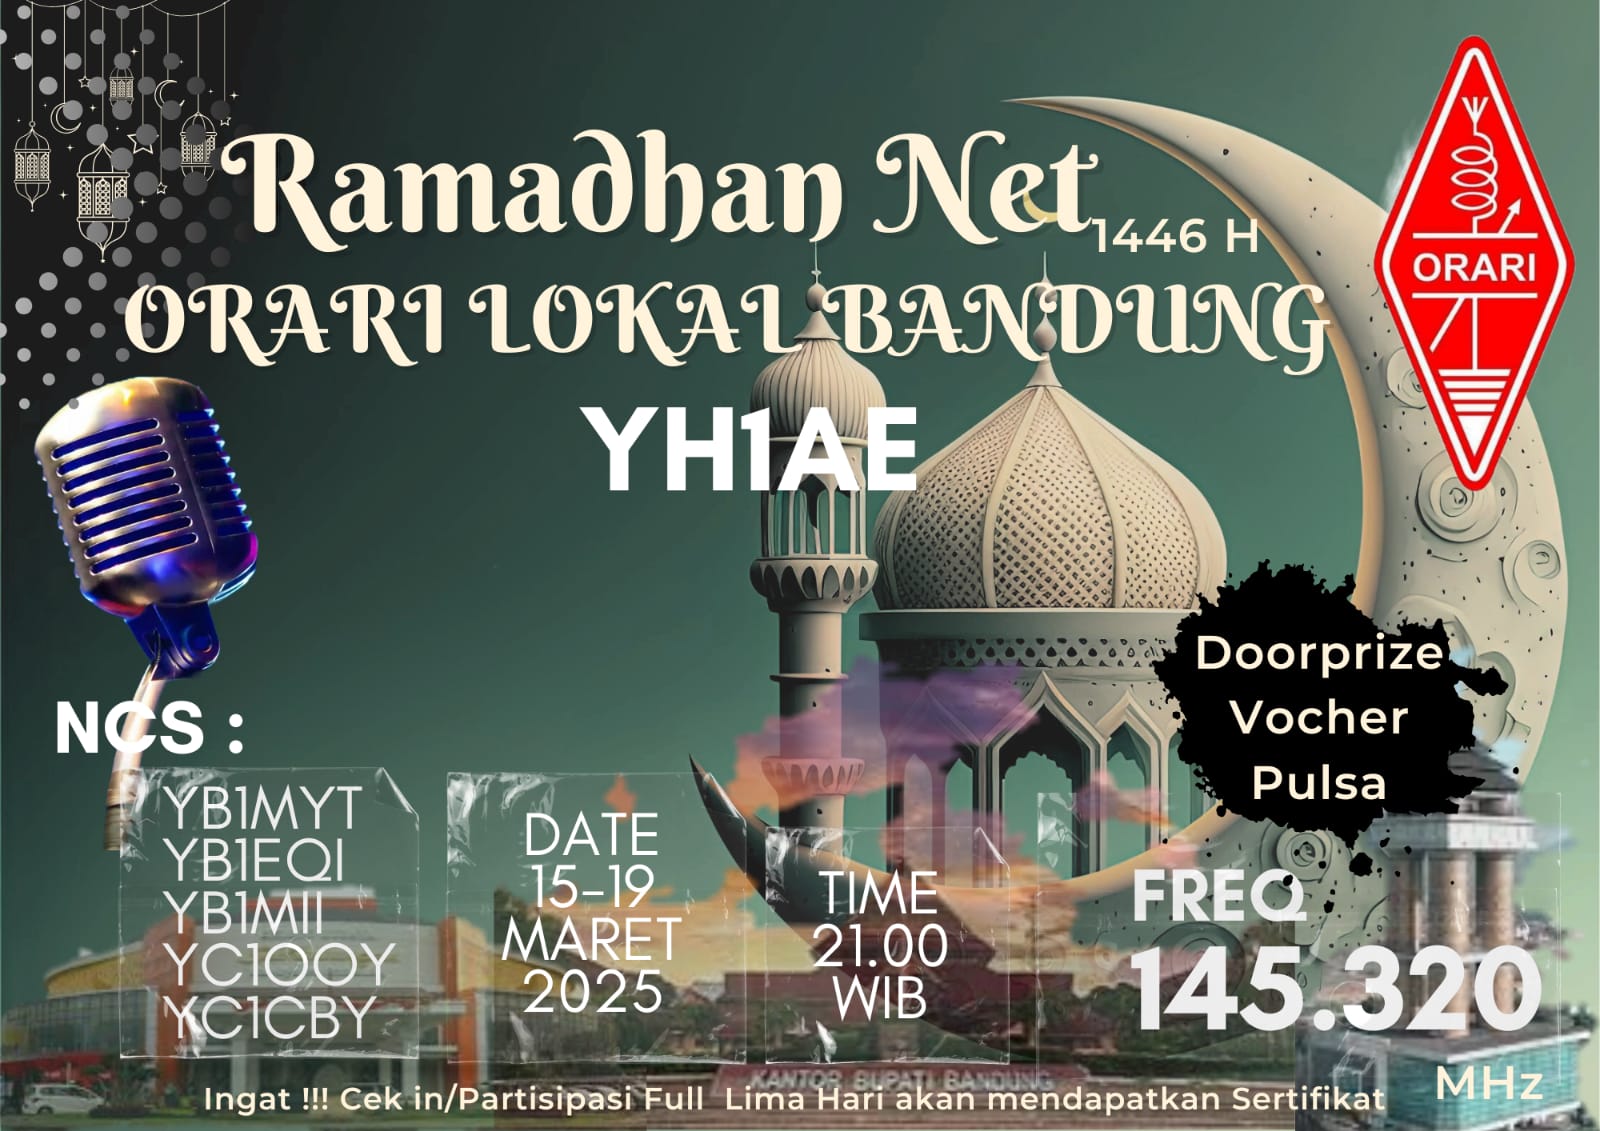 Ramadhan Net
1446 H
ORARI LOKAL BANDUNG
YH1AE
ORARI
Doorprize
Vocher
Pulsa
NCS :
YB1MYT
YB1EQI
YB1MII
YC1OOY
YC1CBY
DATE
15-19
MARET
2025
TIME
21.00
WIB
FREQ
145.320
MHz
KANTOR BUPATI BANDUNG
Ingat !!! Cek in/Partisipasi Full Lima Hari akan mendapatkan Sertifikat